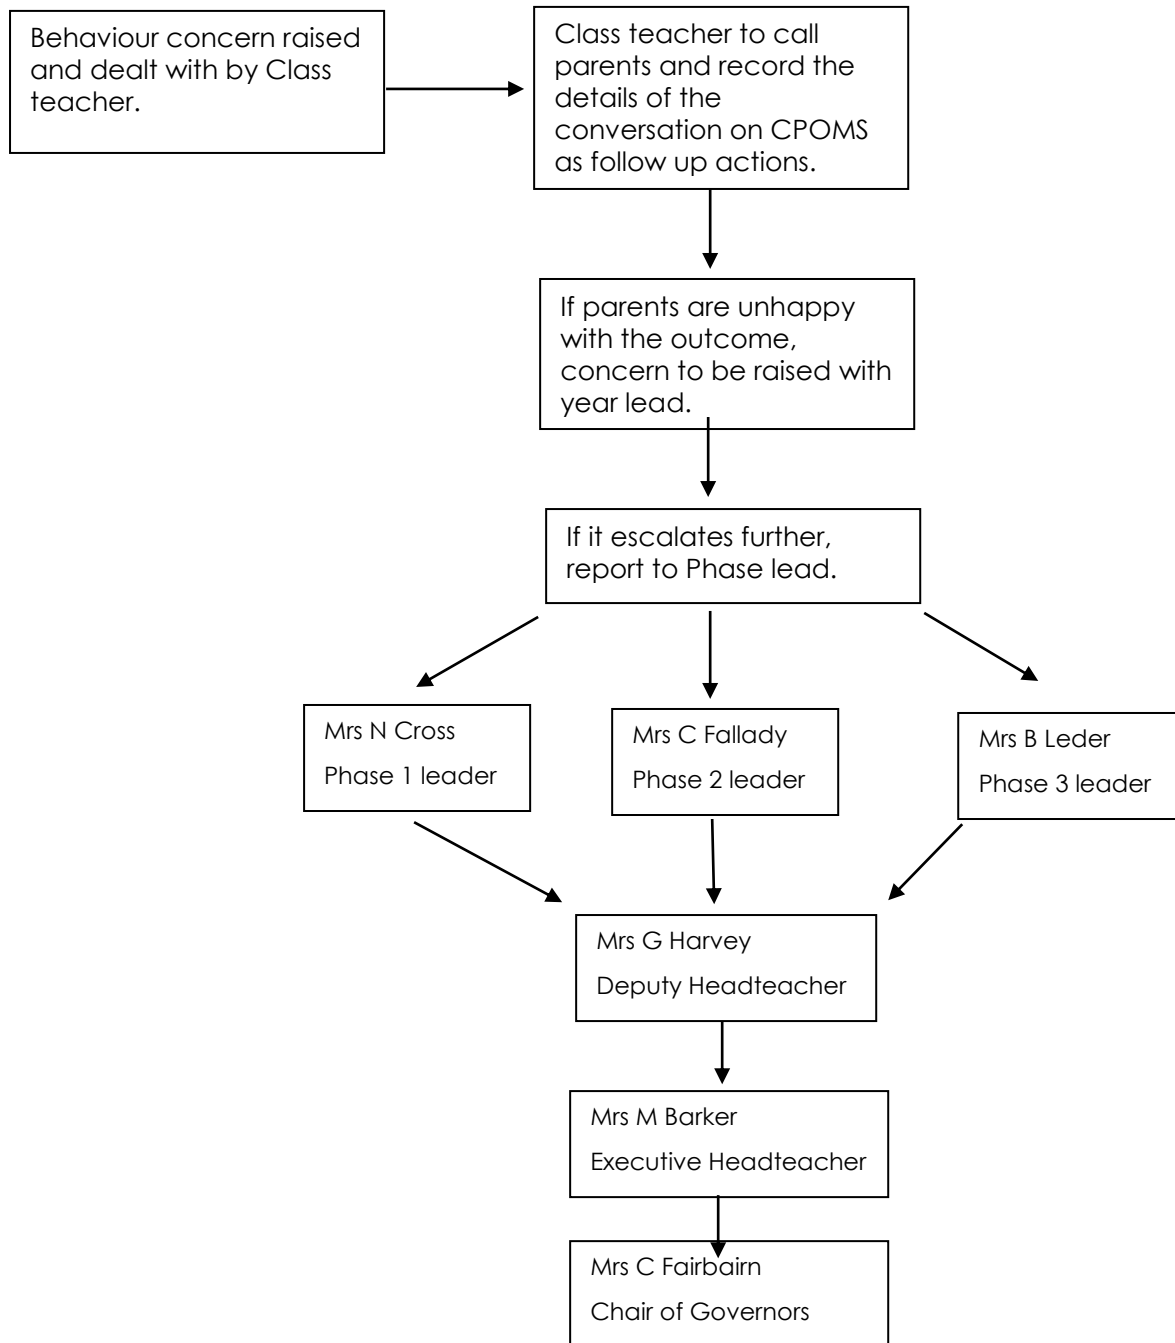 Behaviour concern raised
and dealt with by Class
teacher.
Class teacher to call
parents and record the
details of the
conversation on CPOMS
as follow up actions.
If parents are unhappy
with the outcome,
concern to be raised with
year lead.
If it escalates further,
report to Phase lead.
Mrs N Cross
Phase 1 leader
Mrs C Fallady
Phase 2 leader
Mrs B Leder
Phase 3 leader
Mrs G Harvey
Deputy Headteacher
Mrs M Barker
Executive Headteacher
Mrs C Fairbairn
Chair of Governors